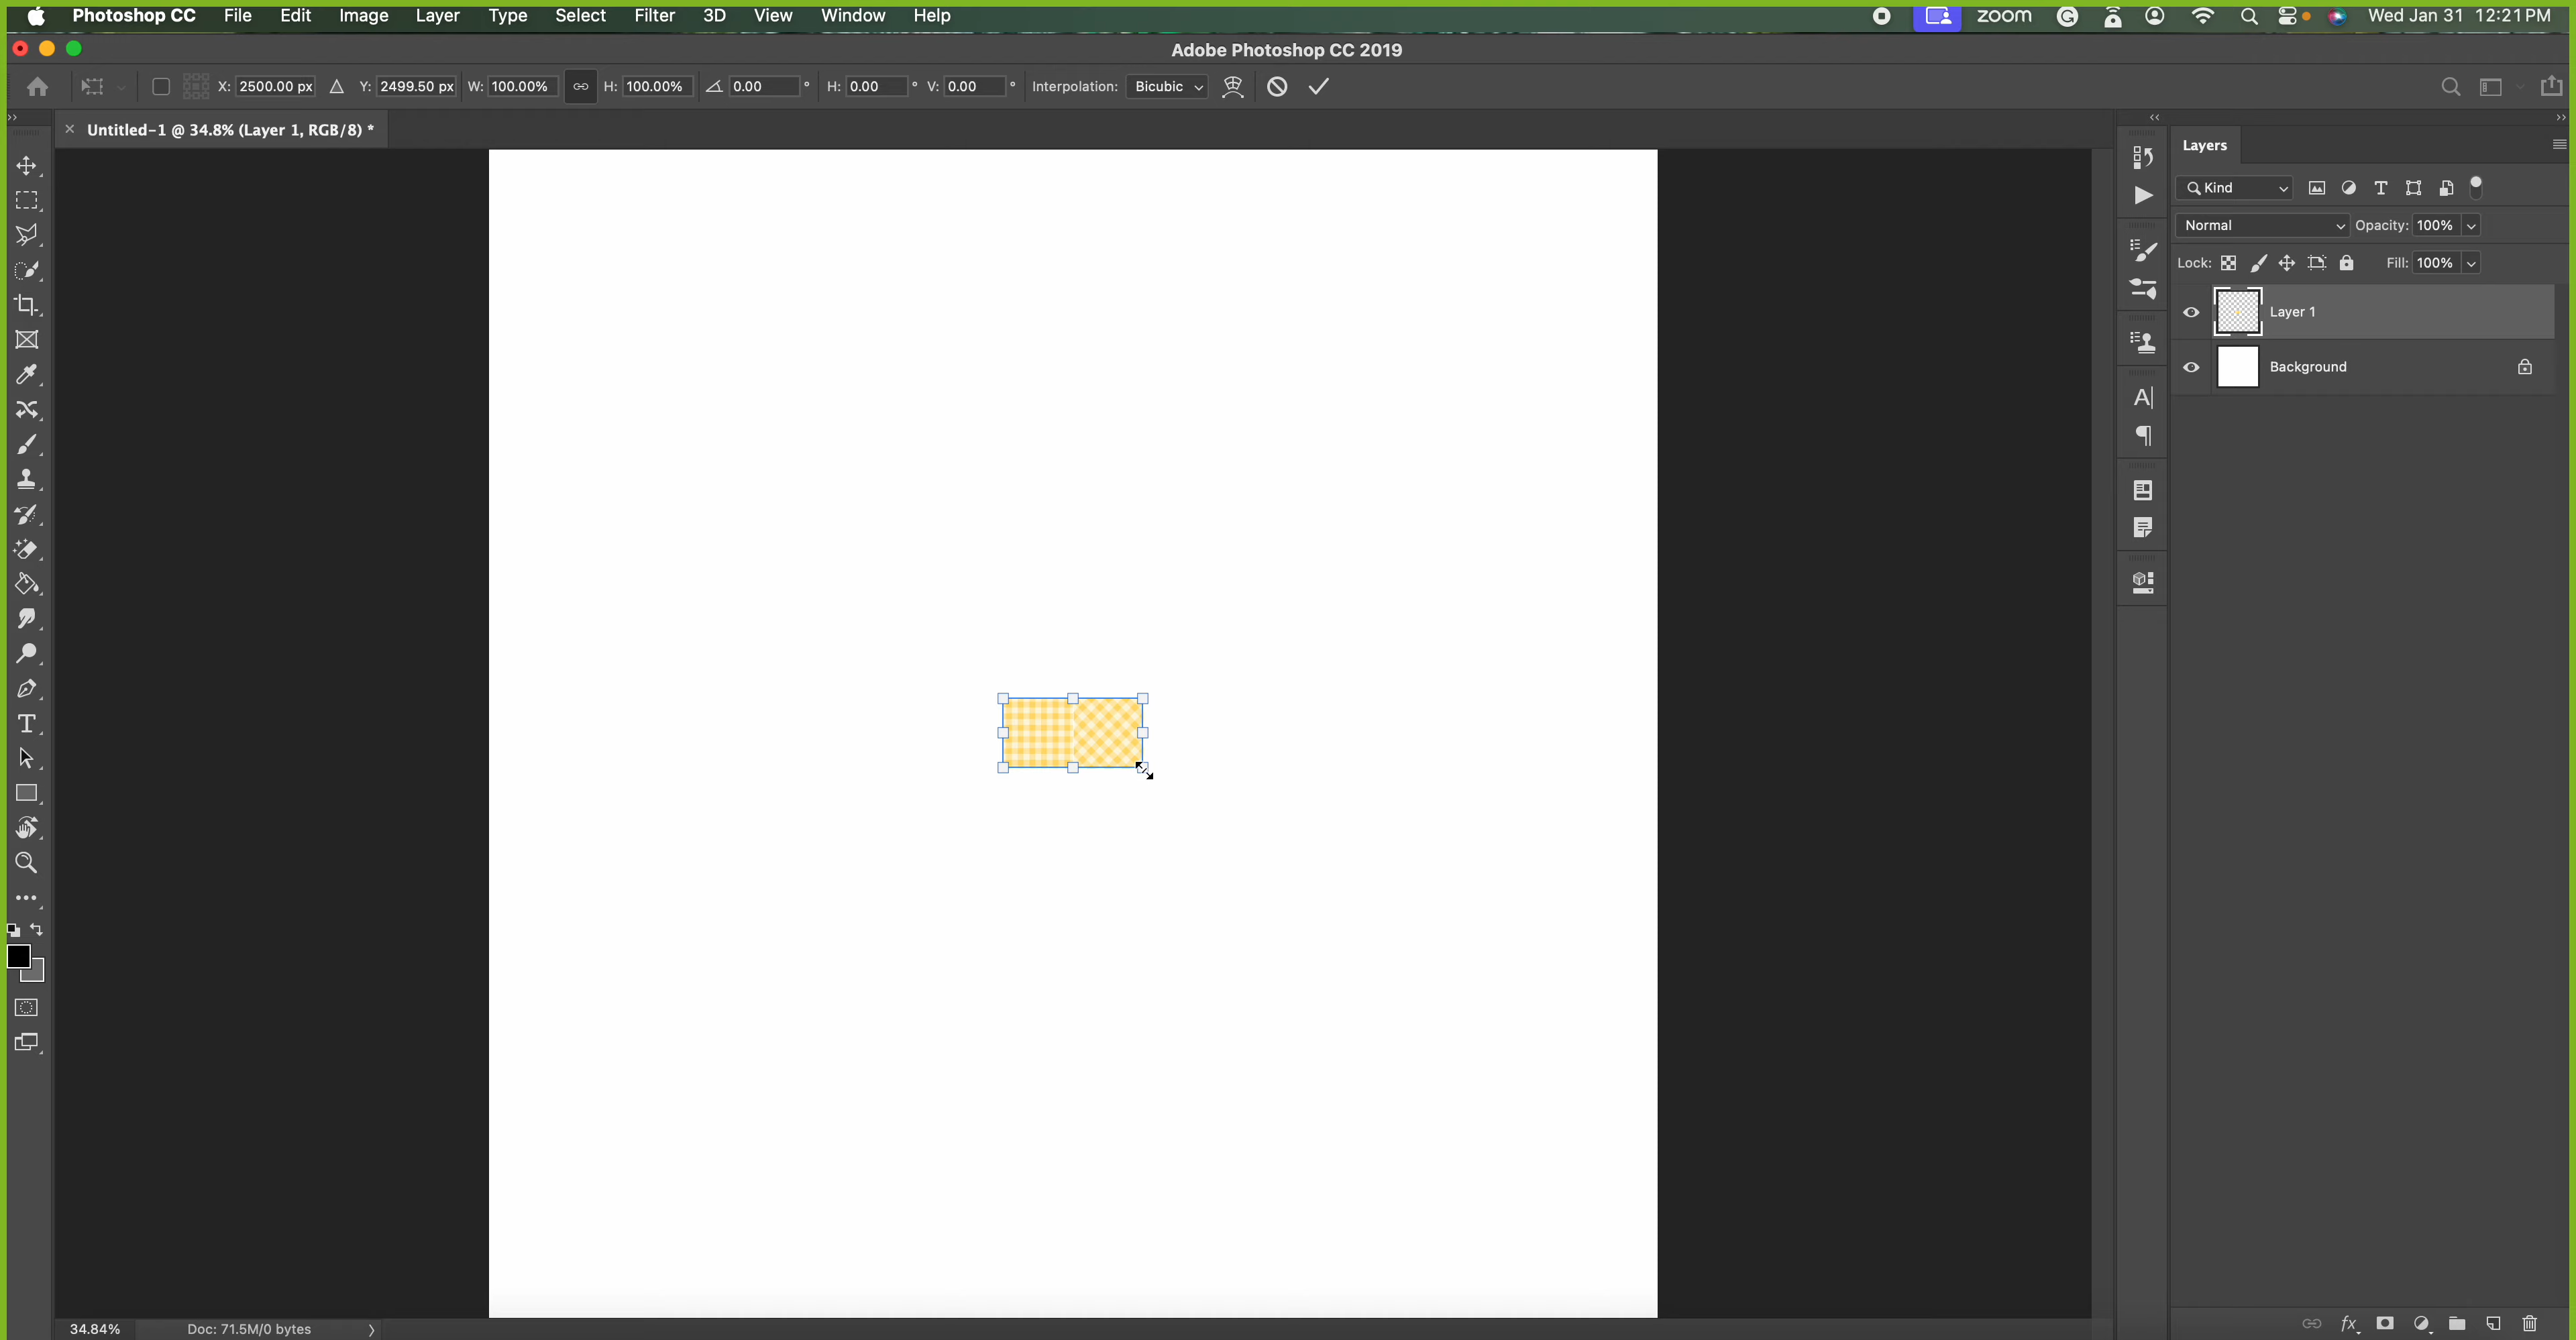 Photoshop CC File Edit Image Layer Type Select Filter 3D View Window Help zoom Wed Jan 31 12:21 PM
Adobe Photoshop CC 2019
X: 2500.00 px Y: 2499.50 px W: 100.00% H: 100.00% 0.00 ° H: 0.00 ° V: 0.00 ° Interpolation: Bicubic
Untitled-1 @ 34.8% (Layer 1, RGB/8) *
Layers
Kind
Normal Opacity: 100%
Lock: Fill: 100%
Layer 1
Background
34.84% Doc: 71.5M/0 bytes